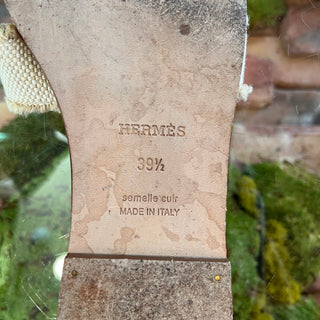 HERMÈS
39½
semelle cuir
MADE IN ITALY